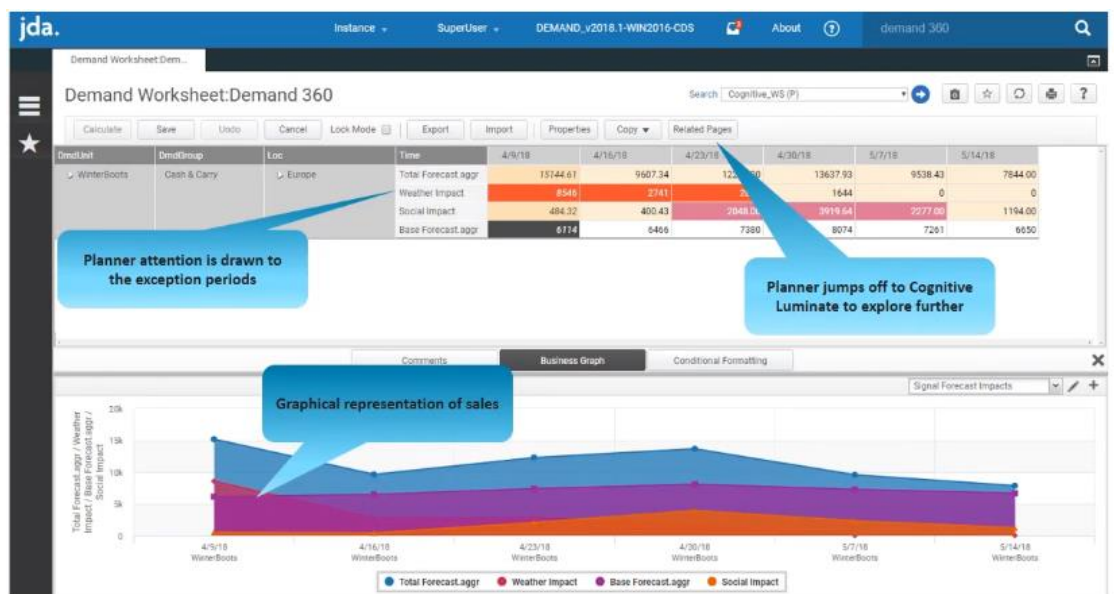 jda.
Instance
SuperUser
DEMAND_v2018.1-WIN2016-CDS
About
demand 360
Demand Worksheet:Dem...
Demand Worksheet:Demand 360
Search Cognitive_WS (P)
?
Calculate Save Undo Cancel Lock Mode Export Import Properties Copy Related Pages
DmdUnit DmdGroup Loc Time 4/9/18 4/16/18 4/23/18 4/30/18 5/7/18 5/14/18
WinterBoots Cash & Carry Europe Total Forecast.aggr 15144.61 9607.34 13637.93 9538.43 7844.00
Weather Impact 8546 2741 1644 0 0
Social Impact 484.32 400.43 2048.00 3919.64 2277.00 1194.00
Base Forecast.aggr 6114 6466 7380 8074 7261 6650
Planner attention is drawn to
the exception periods
Planner jumps off to Cognitive
Luminate to explore further
Comments Business Graph Conditional Formatting
Signal Forecast Impacts
Graphical representation of sales
Total Forecast.aggr / Weather
Impact / Base Forecast.aggr /
Social Impact
20k
15k
10k
5k
0
4/9/18 4/16/18 4/23/18 4/30/18 5/7/18 5/14/18
WinterBoots WinterBoots WinterBoots WinterBoots WinterBoots WinterBoots
Total Forecast.aggr Weather Impact Base Forecast.aggr Social Impact